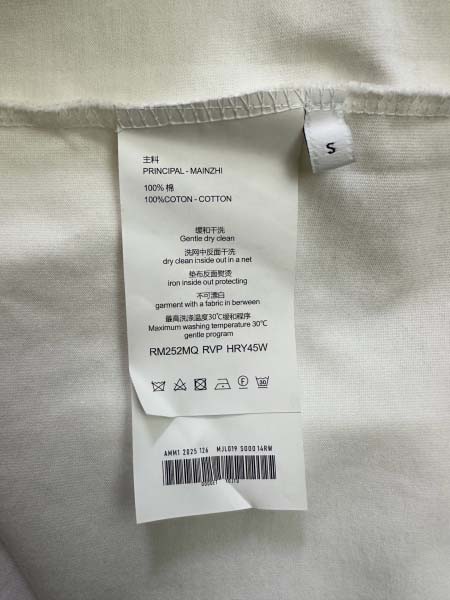 S
主料
PRINCIPAL - MAINZHI
100% 棉
100%COTON - COTTON
缓和干洗
Gentle dry clean
洗网中反面干洗
dry clean inside out in a net
垫布反面熨烫
iron inside out protecting
不可漂白
garment with a fabric in berween
最高洗涤温度30℃缓和程序
Maximum washing temperature 30℃
gentle program
RM252MQ RVP HRY45W
F
30
AMM1 2025 126 MJL019 S000 14RW